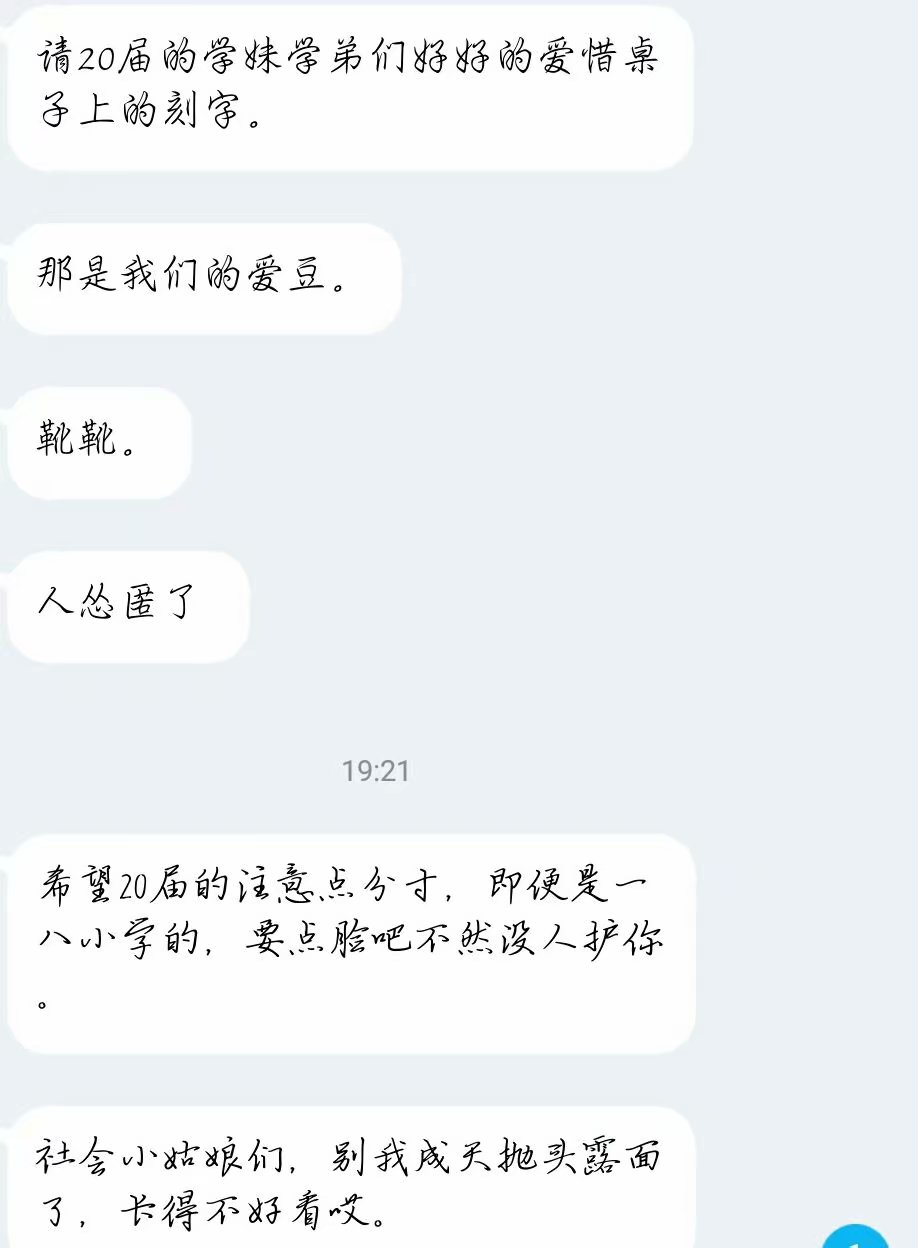 请20届的学妹学弟们好好的爱惜桌
子上的刻字。
那是我们的爱豆。
靴靴。
人怂匿了
19:21
希望20届的注意点分寸，即便是一
八小学的，要点脸吧不然没人护你
。
社会小姑娘们，别我成天抛头露面
了，长得不好看哎。